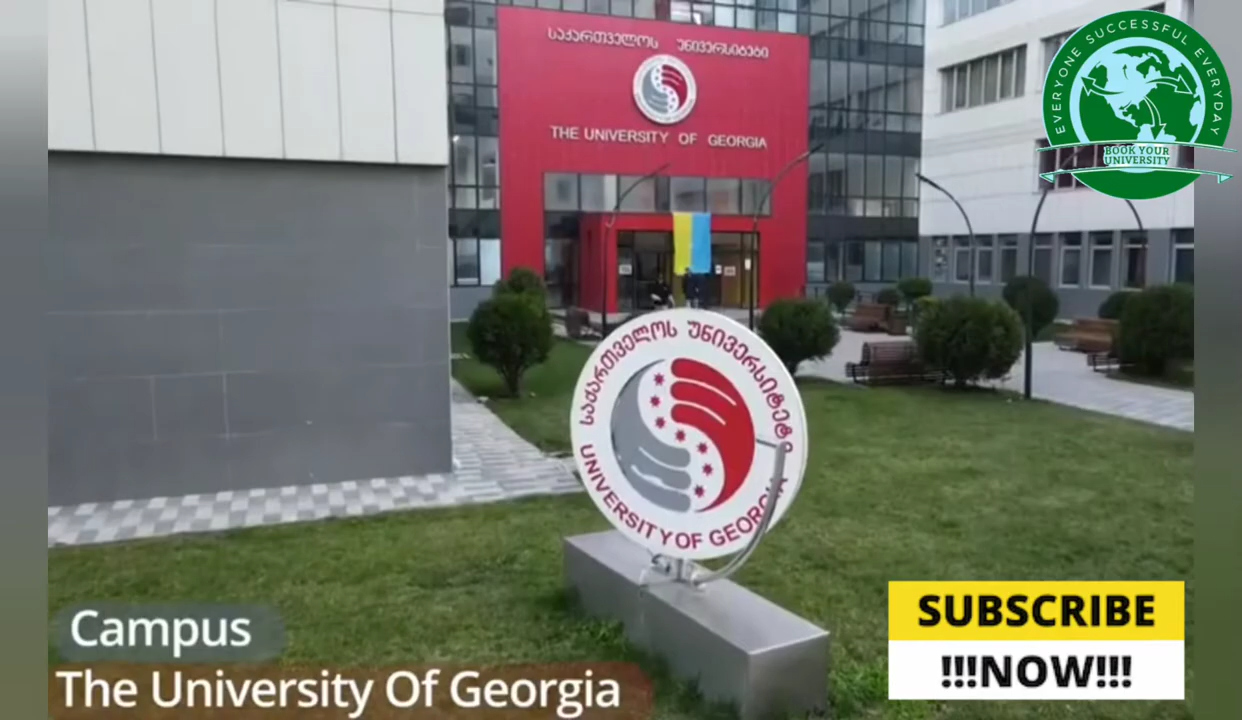 საქართველოს უნივერსიტეტი
THE UNIVERSITY OF GEORGIA
EVERYONE SUCCESSFUL EVERYDAY
BOOK YOUR
UNIVERSITY
საქართველოს უნივერსიტეტი
UNIVERSITY OF GEORGIA
Campus
The University Of Georgia
SUBSCRIBE
!!!NOW!!!